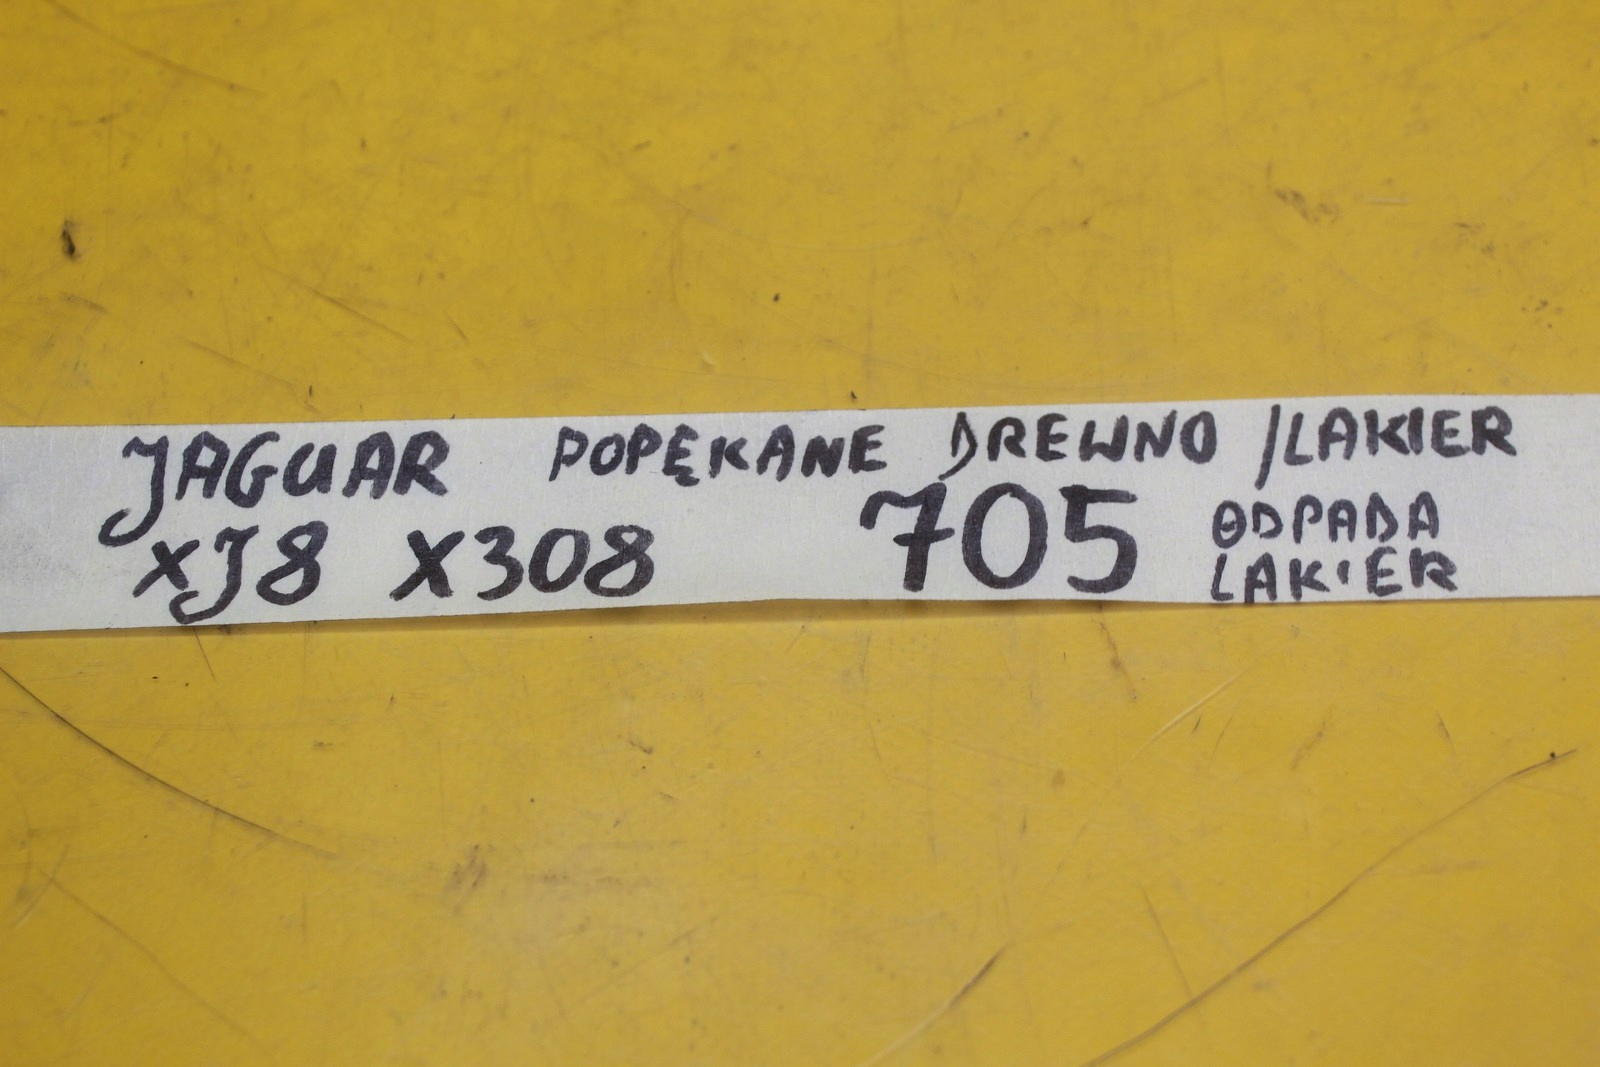 JAGUAR POPĘKANE DREWNO /LAKIER
XJ8 X308 705 ODPADA
LAKIER